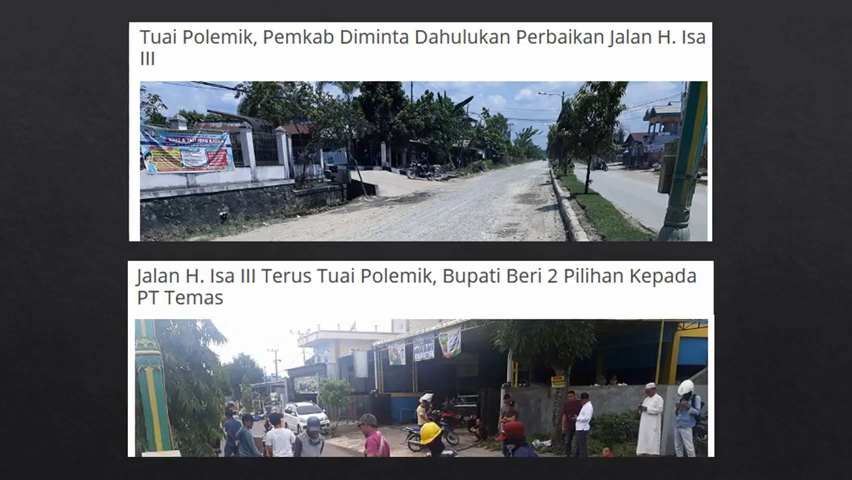 Tuai Polemik, Pemkab Diminta Dahulukan Perbaikan Jalan H. Isa
III
Jalan H. Isa III Terus Tuai Polemik, Bupati Beri 2 Pilihan Kepada
PT Temas